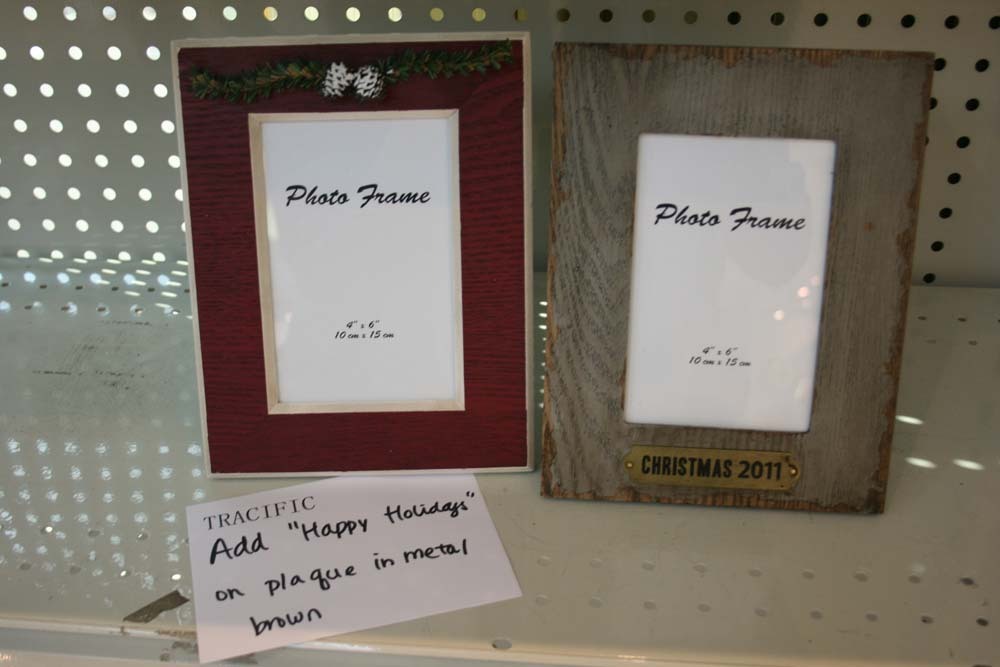 Photo Frame
4" x 6"
10 cm x 15 cm
Photo Frame
4" x 6"
10 cm x 15 cm
CHRISTMAS 2011
TRACIFIC
Add "Happy Holidays"
on plaque in metal
brown